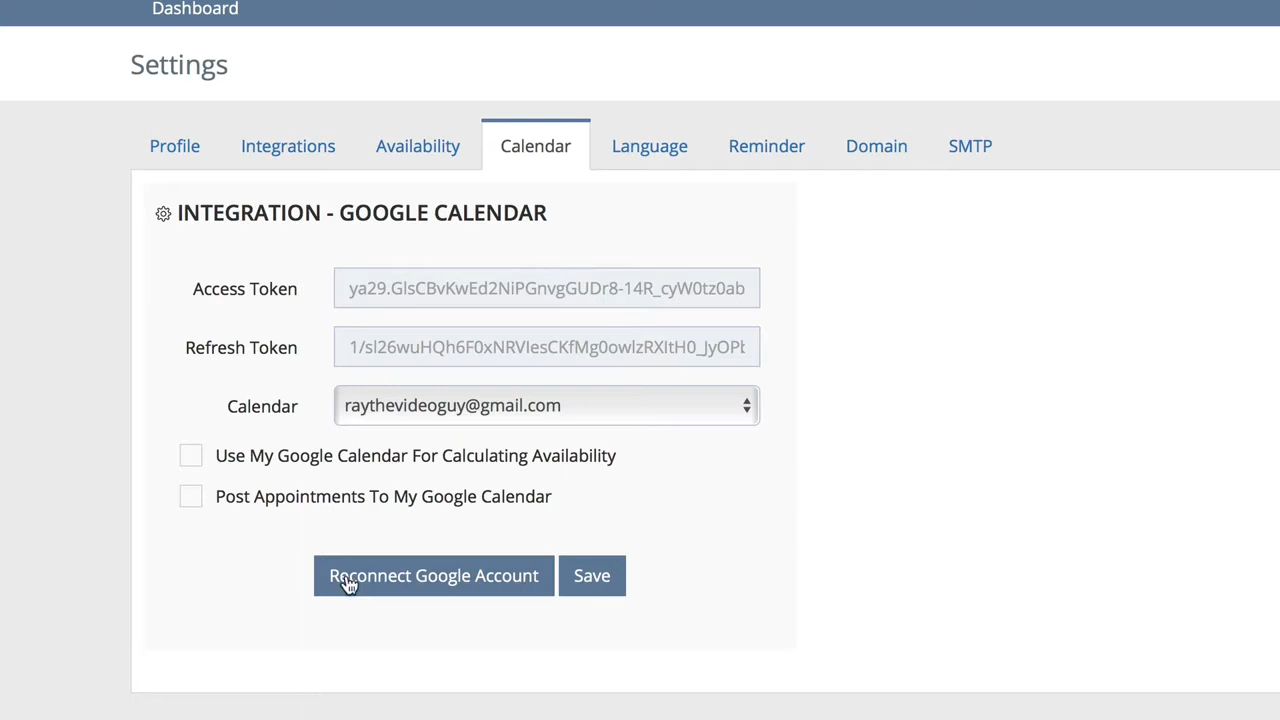 Dashboard
Settings
Profile Integrations Availability Calendar Language Reminder Domain SMTP
INTEGRATION - GOOGLE CALENDAR
Access Token ya29.GlsCBvKwEd2NiPGnvgGUDr8-14R_cyW0tz0ab
Refresh Token 1/sl26wuHQh6F0xNRVIesCKfMg0owlzRXItH0_JyOPb
Calendar raythevideoguy@gmail.com
Use My Google Calendar For Calculating Availability
Post Appointments To My Google Calendar
Reconnect Google Account Save